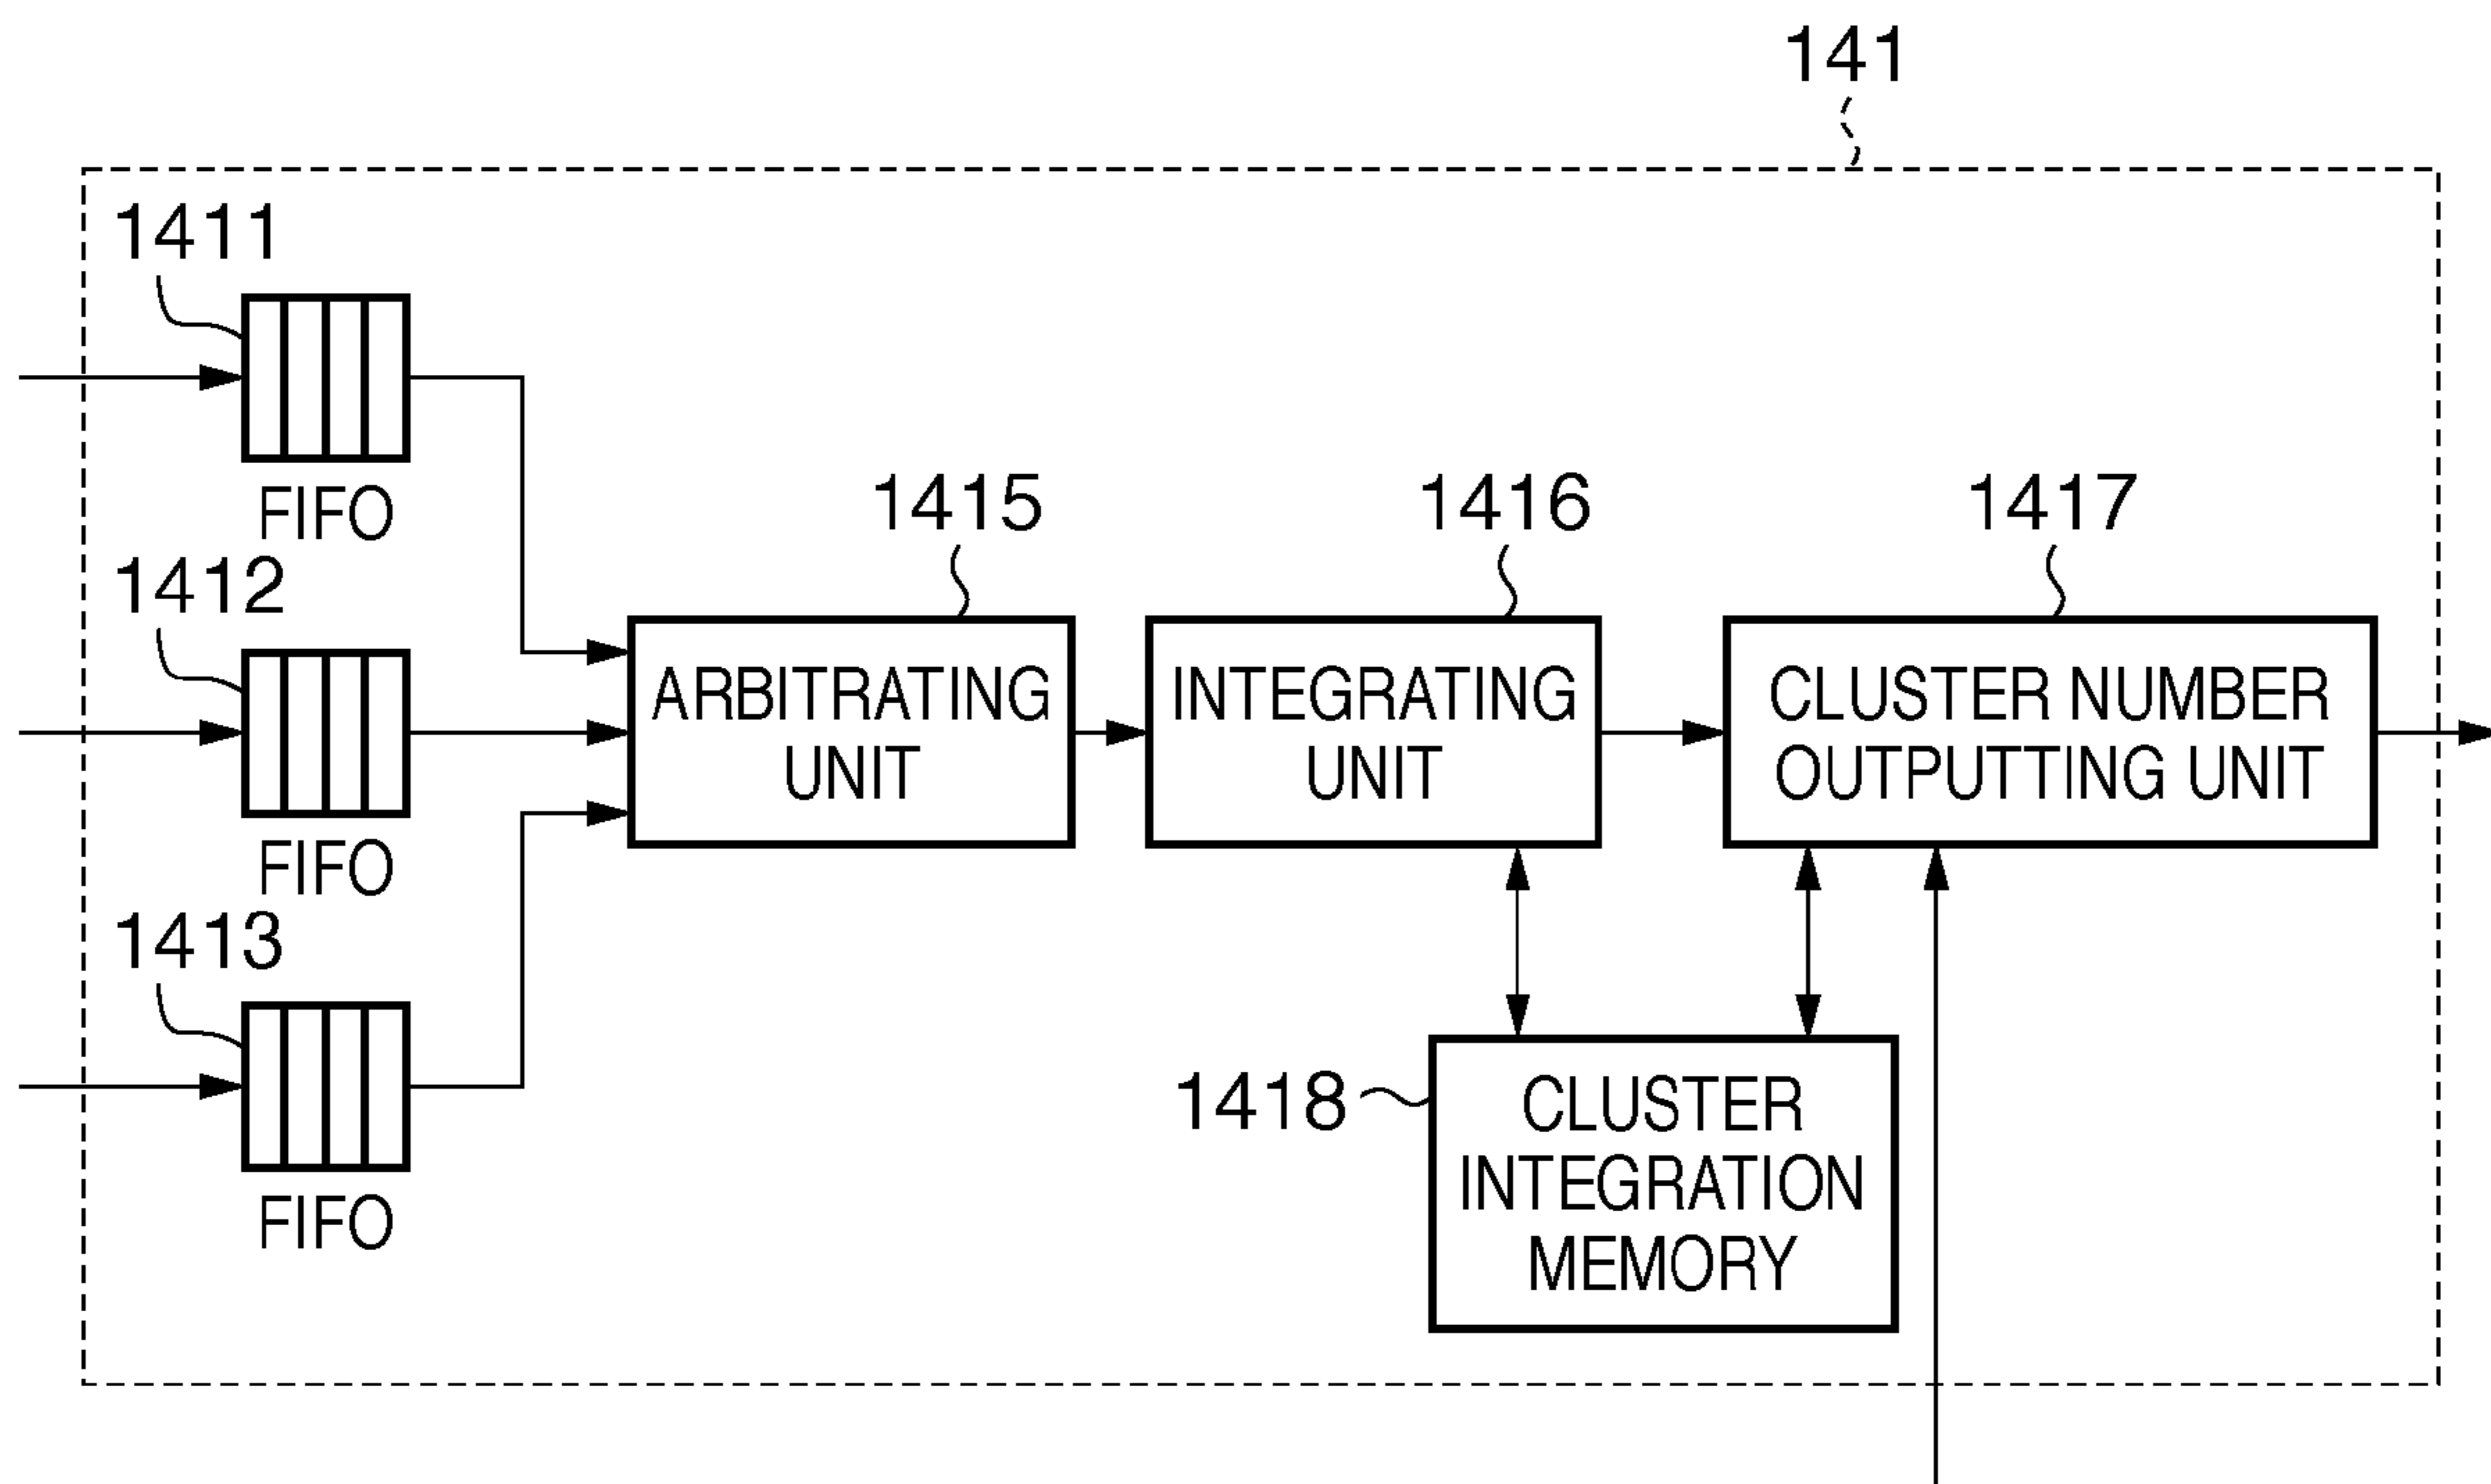 141
1411
FIFO
1412
FIFO
1413
FIFO
1415
ARBITRATING
UNIT
1416
INTEGRATING
UNIT
1417
CLUSTER NUMBER
OUTPUTTING UNIT
1418
CLUSTER
INTEGRATION
MEMORY